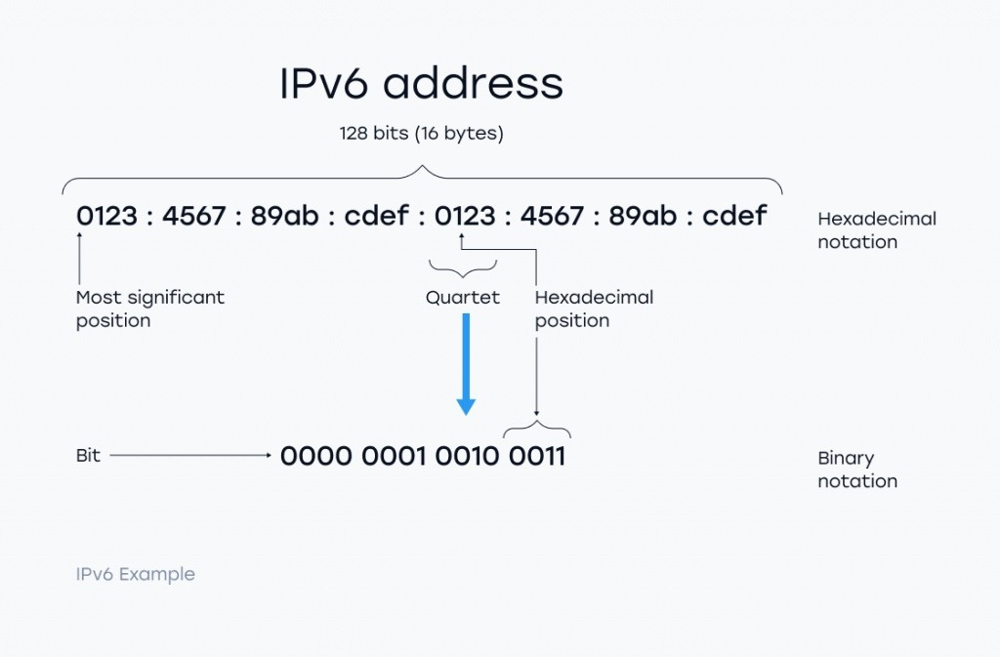 IPv6 address
128 bits (16 bytes)
0123 : 4567 : 89ab : cdef : 0123 : 4567 : 89ab : cdef
Hexadecimal
notation
Most significant
position
Quartet
Hexadecimal
position
Bit
0000 0001 0010 0011
Binary
notation
IPv6 Example